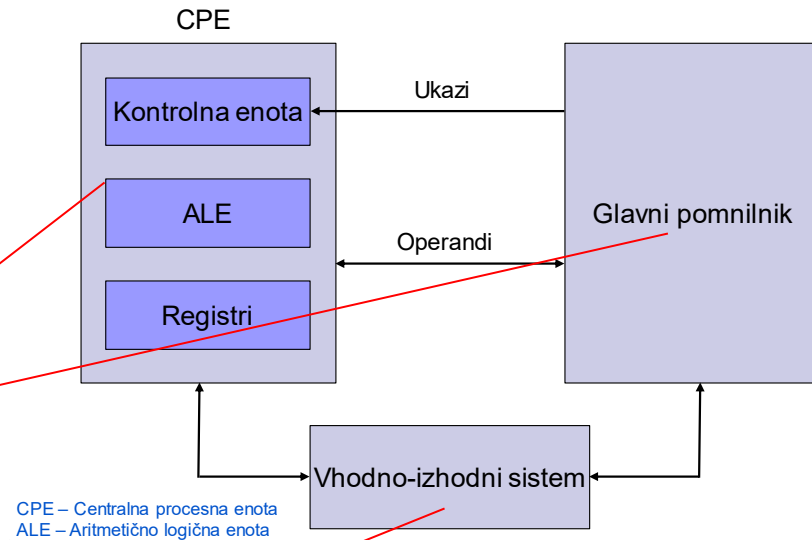 CPE
Kontrolna enota
Ukazi
ALE
Glavni pomnilnik
Operandi
Registri
Vhodno-izhodni sistem
CPE – Centralna procesna enota
ALE – Aritmetično logična enota